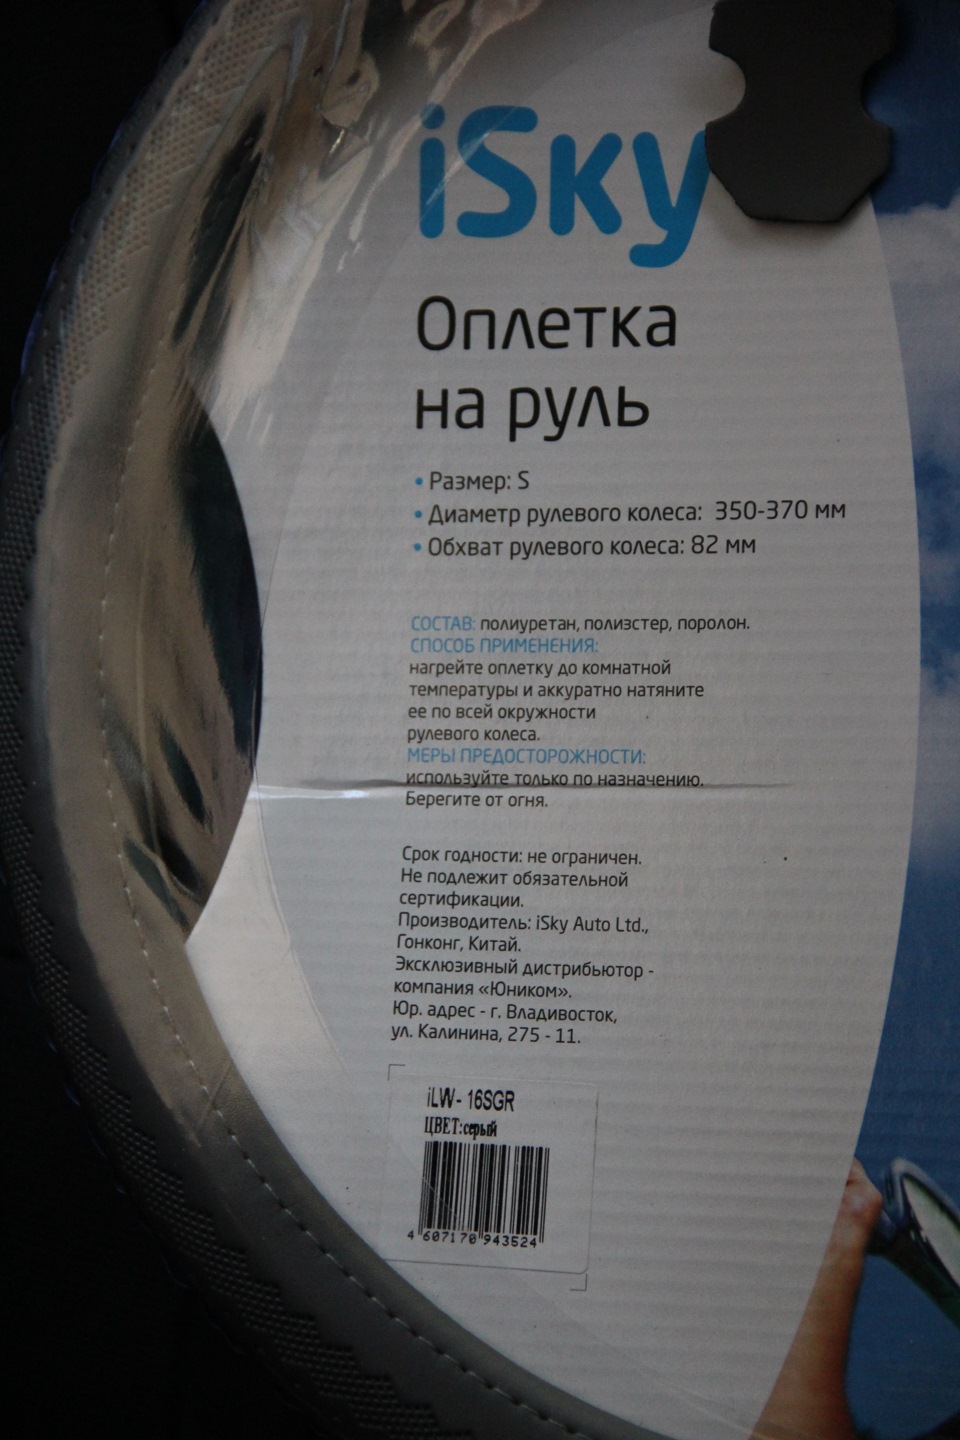 iSky
Оплетка
на руль
• Размер: S
• Диаметр рулевого колеса: 350-370 мм
• Обхват рулевого колеса: 82 мм
СОСТАВ: полиуретан, полиэстер, поролон.
СПОСОБ ПРИМЕНЕНИЯ:
нагрейте оплетку до комнатной
температуры и аккуратно натяните
ее по всей окружности
рулевого колеса.
МЕРЫ ПРЕДОСТОРОЖНОСТИ:
используйте только по назначению.
Берегите от огня.
Срок годности: не ограничен.
Не подлежит обязательной
сертификации.
Производитель: iSky Auto Ltd.,
Гонконг, Китай.
Эксклюзивный дистрибьютор -
компания «Юником».
Юр. адрес - г. Владивосток,
ул. Калинина, 275 - 11.
iLW- 16SGR
ЦВЕТ:серый
4 607170 943524